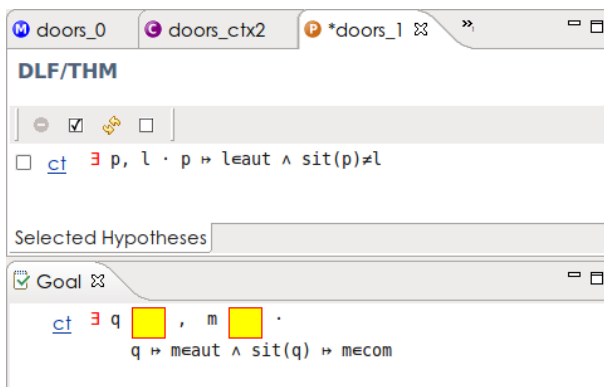 doors_0 doors_ctx2 *doors_1 »
DLF/THM
ct ∃ p, l · p ↦ l∈aut ∧ sit(p)≠l
Selected Hypotheses
Goal
ct ∃ q , m ·
q ↦ m∈aut ∧ sit(q) ↦ m∈com